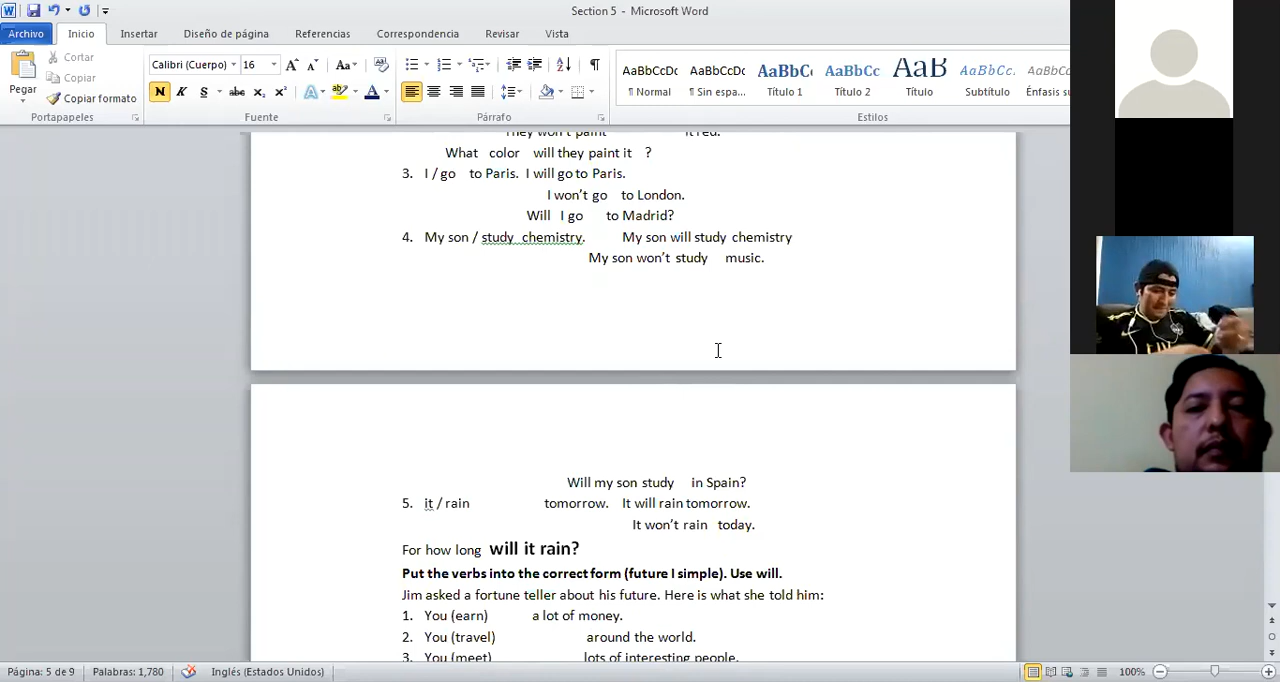 Section 5 - Microsoft Word
Archivo Inicio Insertar Diseño de página Referencias Correspondencia Revisar Vista
Pegar
Cortar
Copiar
Copiar formato
Portapapeles
Calibri (Cuerpo) 16
Fuente
Párrafo
AaBbCcDc AaBbCcDc AaBbC AaBbCc AaB AaBbCc. AaBbCcDc
¶ Normal ¶ Sin espa... Título 1 Título 2 Título Subtítulo Énfasis su
Estilos
They won't paint it red.
What color will they paint it ?
3. I / go to Paris. I will go to Paris.
I won't go to London.
Will I go to Madrid?
4. My son / study chemistry. My son will study chemistry
My son won't study music.
Will my son study in Spain?
5. it / rain tomorrow. It will rain tomorrow.
It won't rain today.
For how long will it rain?
Put the verbs into the correct form (future I simple). Use will.
Jim asked a fortune teller about his future. Here is what she told him:
1. You (earn) a lot of money.
2. You (travel) around the world.
3. You (meet) lots of interesting people.
Página: 5 de 9 Palabras: 1,780 Inglés (Estados Unidos) 100%